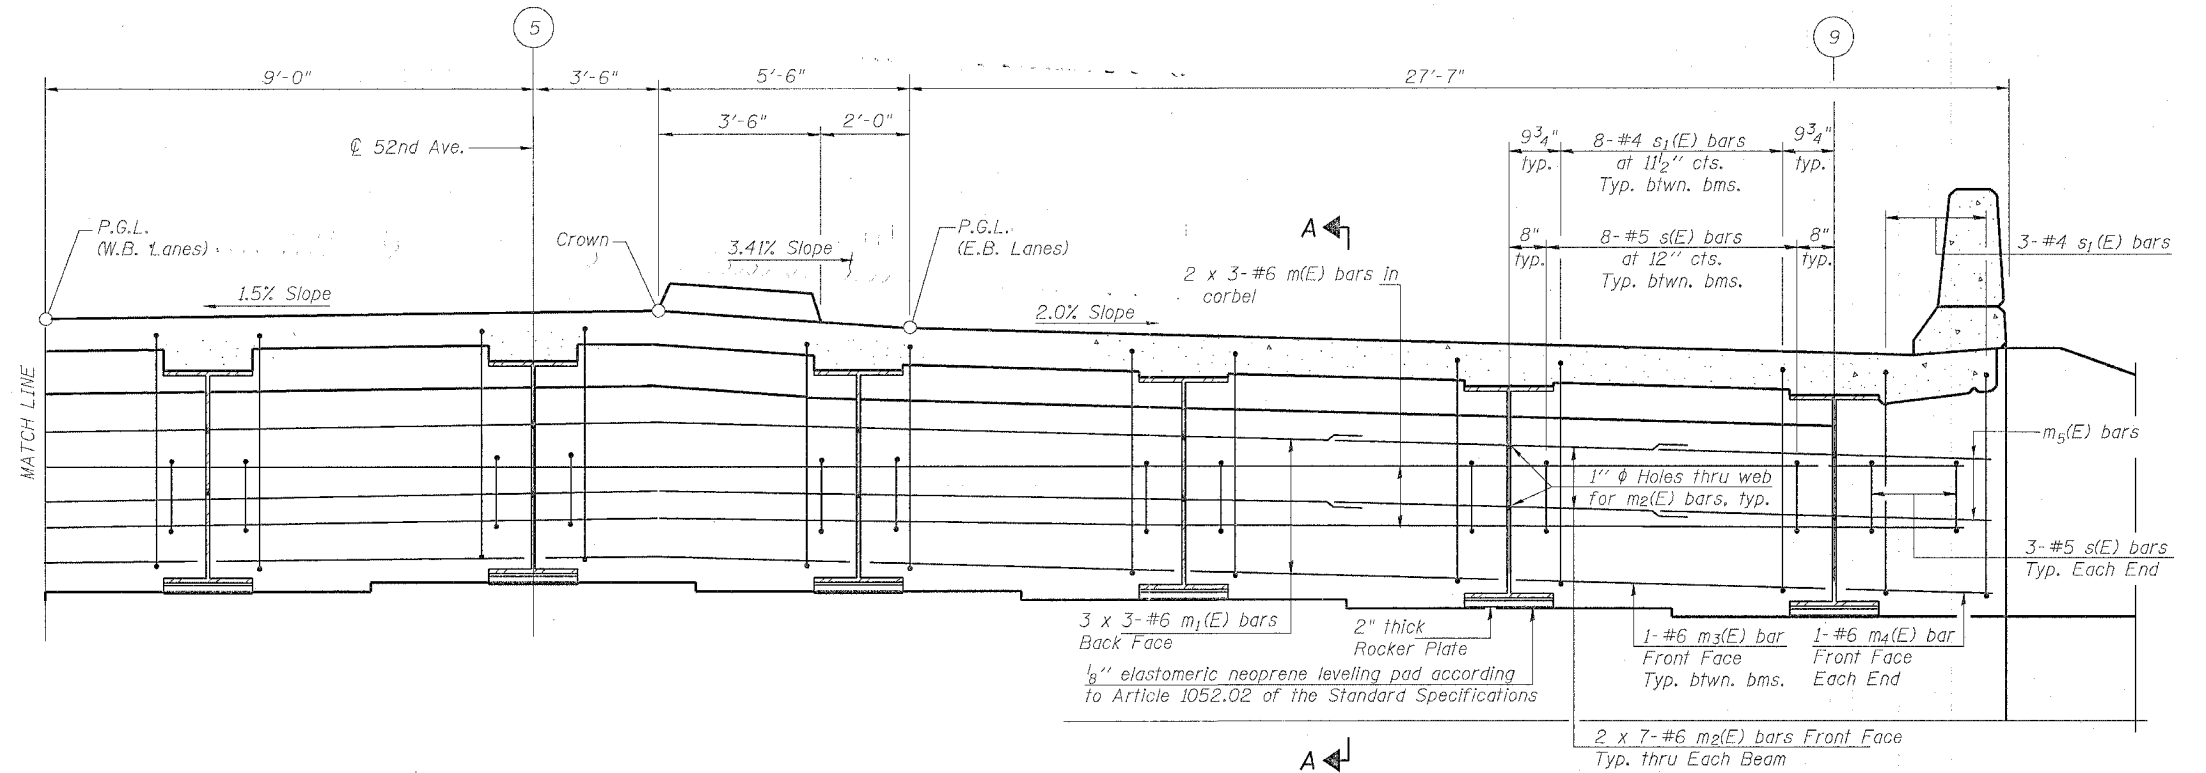 5
9
9'-0"
3'-6"
5'-6"
27'-7"
3'-6"
2'-0"
℄ 52nd Ave.
9 3/4"
typ.
8-#4 s1(E) bars
at 11 1/2" cts.
Typ. btwn. bms.
9 3/4"
typ.
P.G.L.
(W.B. Lanes)
Crown
3.41% Slope
P.G.L.
(E.B. Lanes)
A
8"
typ.
8-#5 s(E) bars
at 12" cts.
Typ. btwn. bms.
8"
typ.
3-#4 s1(E) bars
2 x 3-#6 m(E) bars in
corbel
1.5% Slope
2.0% Slope
MATCH LINE
m5(E) bars
1" ϕ Holes thru web
for m2(E) bars, typ.
3-#5 s(E) bars
Typ. Each End
3 x 3-#6 m1(E) bars
Back Face
2" thick
Rocker Plate
1-#6 m3(E) bar
Front Face
Typ. btwn. bms.
1-#6 m4(E) bar
Front Face
Each End
1/8" elastomeric neoprene leveling pad according
to Article 1052.02 of the Standard Specifications
2 x 7-#6 m2(E) bars Front Face
Typ. thru Each Beam
A